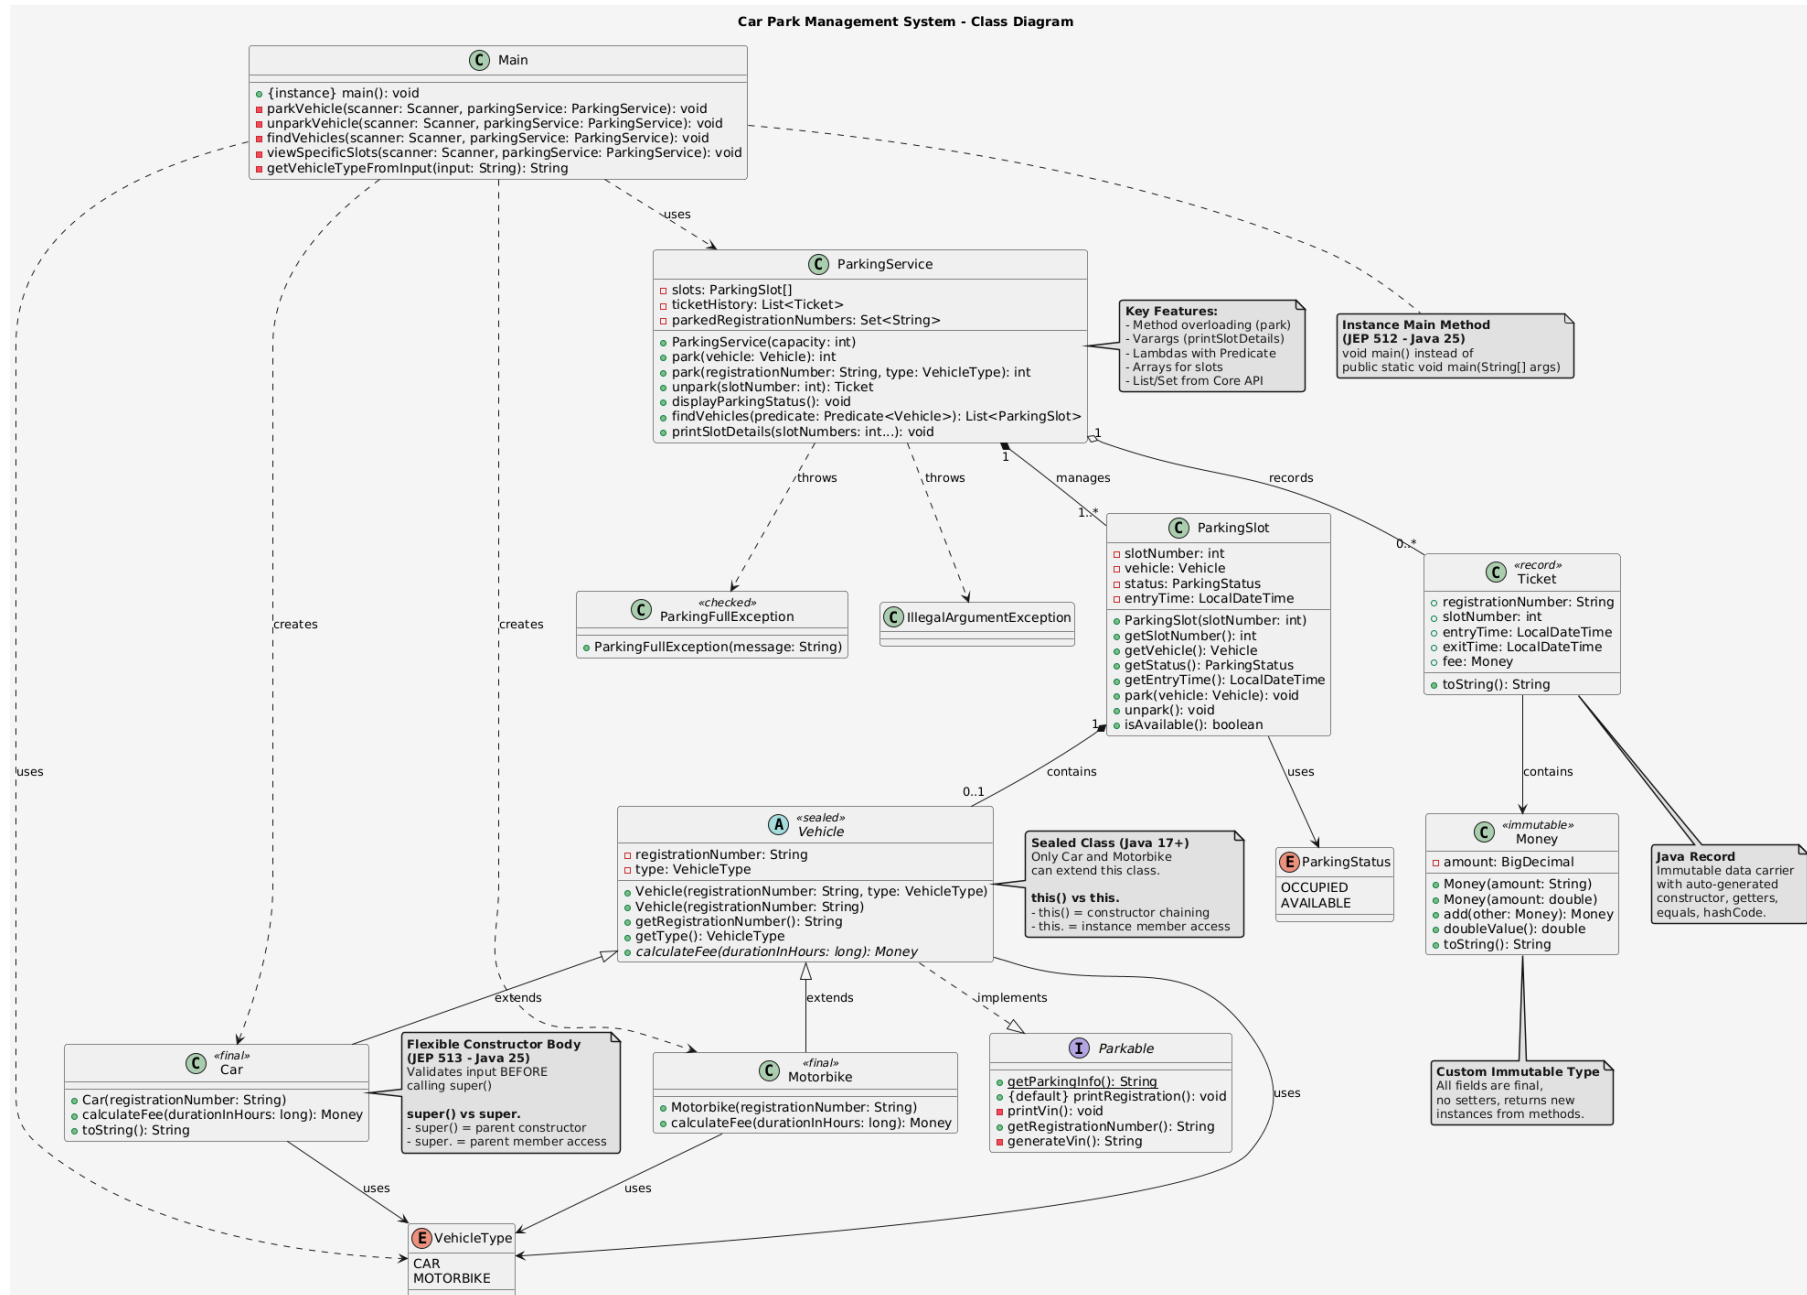 Car Park Management System - Class Diagram
C Main
{instance} main(): void
parkVehicle(scanner: Scanner, parkingService: ParkingService): void
unparkVehicle(scanner: Scanner, parkingService: ParkingService): void
findVehicles(scanner: Scanner, parkingService: ParkingService): void
viewSpecificSlots(scanner: Scanner, parkingService: ParkingService): void
getVehicleTypeFromInput(input: String): String
uses
C ParkingService
slots: ParkingSlot[]
ticketHistory: List<Ticket>
parkedRegistrationNumbers: Set<String>
ParkingService(capacity: int)
park(vehicle: Vehicle): int
park(registrationNumber: String, type: VehicleType): int
unpark(slotNumber: int): Ticket
displayParkingStatus(): void
findVehicles(predicate: Predicate<Vehicle>): List<ParkingSlot>
printSlotDetails(slotNumbers: int...): void
Key Features:
- Method overloading (park)
- Varargs (printSlotDetails)
- Lambdas with Predicate
- Arrays for slots
- List/Set from Core API
Instance Main Method
(JEP 512 - Java 25)
void main() instead of
public static void main(String[] args)
1
1
throws
throws
manages
records
1..*
0..*
C ParkingSlot
slotNumber: int
vehicle: Vehicle
status: ParkingStatus
entryTime: LocalDateTime
ParkingSlot(slotNumber: int)
getSlotNumber(): int
getVehicle(): Vehicle
getStatus(): ParkingStatus
getEntryTime(): LocalDateTime
park(vehicle: Vehicle): void
unpark(): void
isAvailable(): boolean
C «record»
Ticket
registrationNumber: String
slotNumber: int
entryTime: LocalDateTime
exitTime: LocalDateTime
fee: Money
toString(): String
C «checked»
ParkingFullException
ParkingFullException(message: String)
C IllegalArgumentException
creates
creates
1
uses
contains
0..1
uses
contains
A «sealed»
Vehicle
registrationNumber: String
type: VehicleType
Vehicle(registrationNumber: String, type: VehicleType)
Vehicle(registrationNumber: String)
getRegistrationNumber(): String
getType(): VehicleType
calculateFee(durationInHours: long): Money
Sealed Class (Java 17+)
Only Car and Motorbike
can extend this class.
this() vs this.
- this() = constructor chaining
- this. = instance member access
E ParkingStatus
OCCUPIED
AVAILABLE
C «immutable»
Money
amount: BigDecimal
Money(amount: String)
Money(amount: double)
add(other: Money): Money
doubleValue(): double
toString(): String
Java Record
Immutable data carrier
with auto-generated
constructor, getters,
equals, hashCode.
extends
extends
implements
C «final»
Car
Car(registrationNumber: String)
calculateFee(durationInHours: long): Money
toString(): String
Flexible Constructor Body
(JEP 513 - Java 25)
Validates input BEFORE
calling super()
super() vs super.
- super() = parent constructor
- super. = parent member access
C «final»
Motorbike
Motorbike(registrationNumber: String)
calculateFee(durationInHours: long): Money
I Parkable
getParkingInfo(): String
{default} printRegistration(): void
printVin(): void
getRegistrationNumber(): String
generateVin(): String
uses
Custom Immutable Type
All fields are final,
no setters, returns new
instances from methods.
uses
uses
E VehicleType
CAR
MOTORBIKE